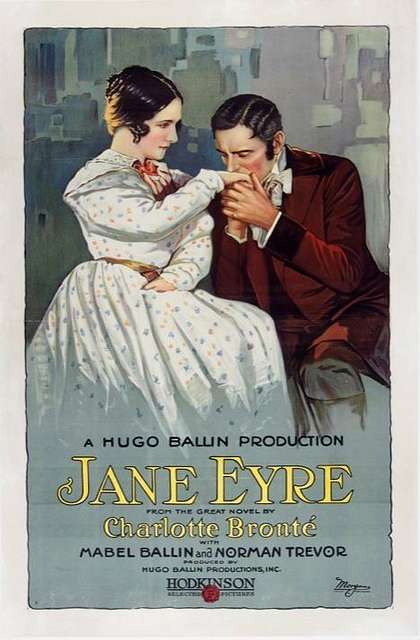 A HUGO BALLIN PRODUCTION
JANE EYRE
FROM THE GREAT NOVEL BY
Charlotte Brontë
WITH
MABEL BALLIN and NORMAN TREVOR
PRODUCED BY
HUGO BALLIN PRODUCTIONS, INC.
HODKINSON
SELECTED PICTURES
Morgan